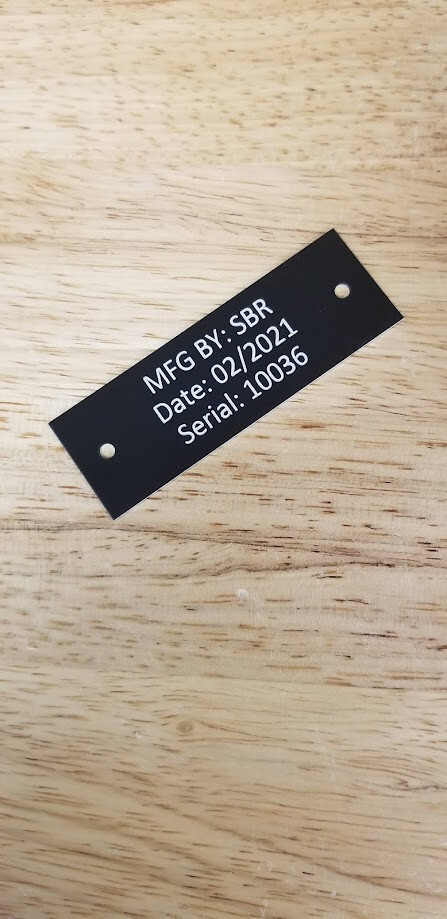 MFG BY: SBR
Date: 02/2021
Serial: 10036